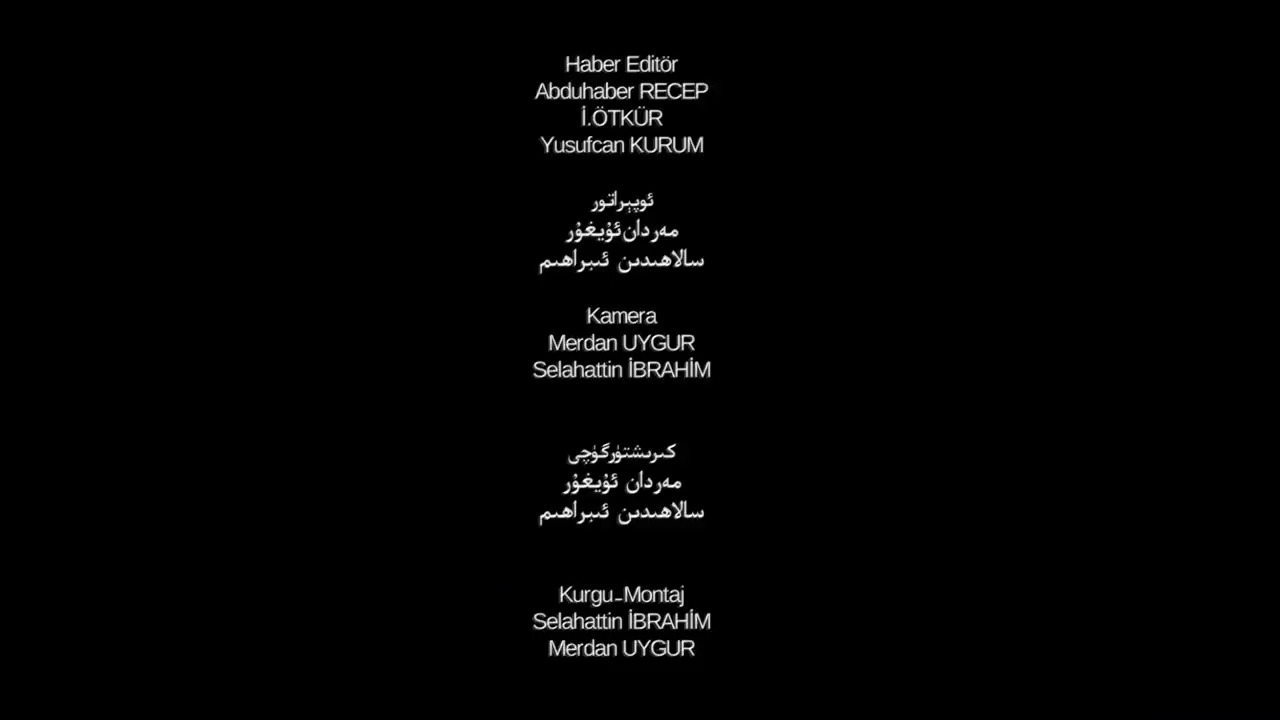 Haber Editör
Abduhaber RECEP
İ.ÖTKÜR
Yusufcan KURUM
ئوپېراتور
مەردان ئۇيغۇر
سالاھىدىن ئىبراھىم
Kamera
Merdan UYGUR
Selahattin İBRAHİM
كىرىشتۈرگۈچى
مەردان ئۇيغۇر
سالاھىدىن ئىبراھىم
Kurgu-Montaj
Selahattin İBRAHİM
Merdan UYGUR